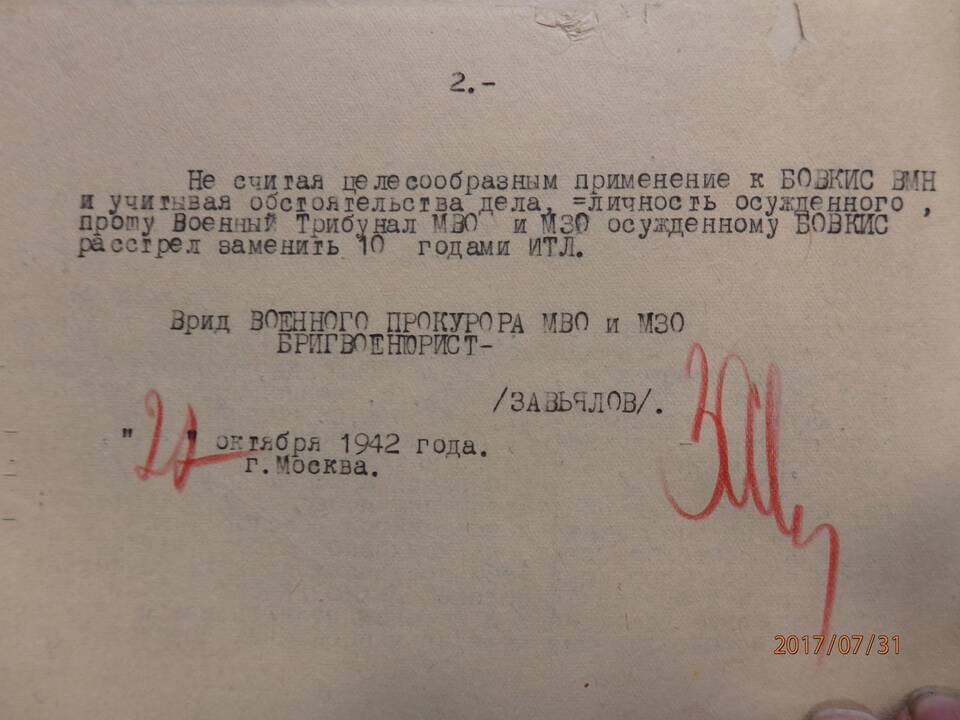 2.-
Не считая целесообразным применение к БОВКИС ВМН
и учитывая обстоятельства дела, =личность осужденного ,
прошу Военный Трибунал МВО и МЗО осужденному БОВКИС
расстрел заменить 10 годами ИТЛ.
Врид ВОЕННОГО ПРОКУРОРА МВО и МЗО
БРИГВОЕНЮРИСТ-
/ЗАВЬЯЛОВ/.
" " октября 1942 года.
г.Москва.
2017/07/31